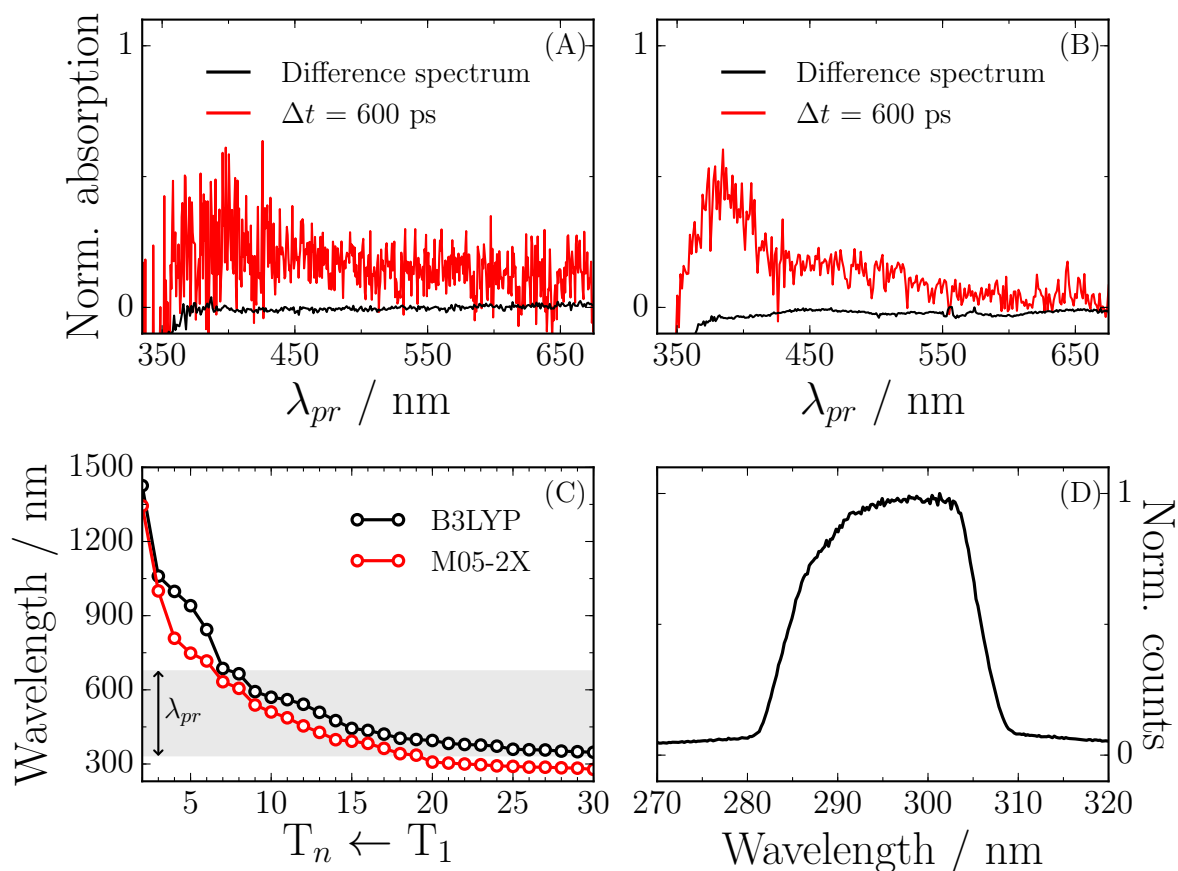 (A)
Norm. absorption
1
0
Difference spectrum
Δt = 600 ps
350 450 550 650
λpr / nm
(B)
1
0
Difference spectrum
Δt = 600 ps
350 450 550 650
λpr / nm
(C)
Wavelength / nm
1500
1200
900
600
300
B3LYP
M05-2X
λpr
5 10 15 20 25 30
Tn ← T1
(D)
1
0
Norm. counts
270 280 290 300 310 320
Wavelength / nm